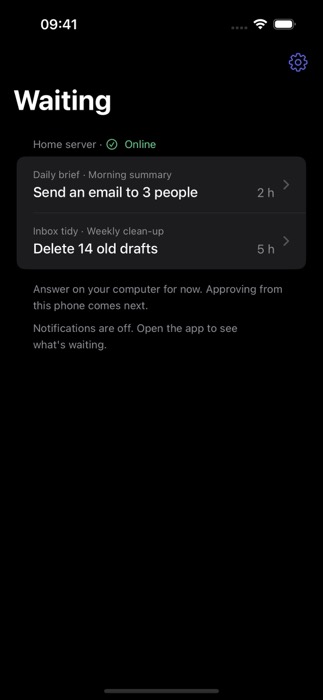 09:41
Waiting
Home server · Online
Daily brief · Morning summary
Send an email to 3 people
2 h
Inbox tidy · Weekly clean-up
Delete 14 old drafts
5 h
Answer on your computer for now. Approving from
this phone comes next.
Notifications are off. Open the app to see
what's waiting.